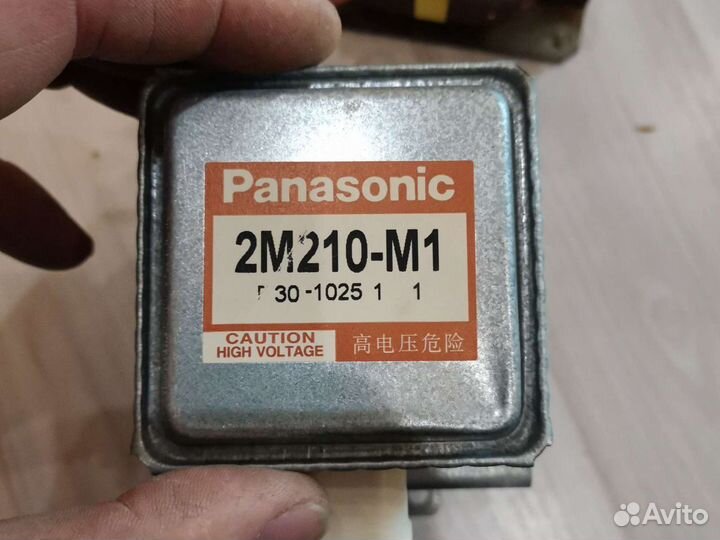 Panasonic
2M210-M1
30-1025 1 1
CAUTION
HIGH VOLTAGE
高电压危险
Avito